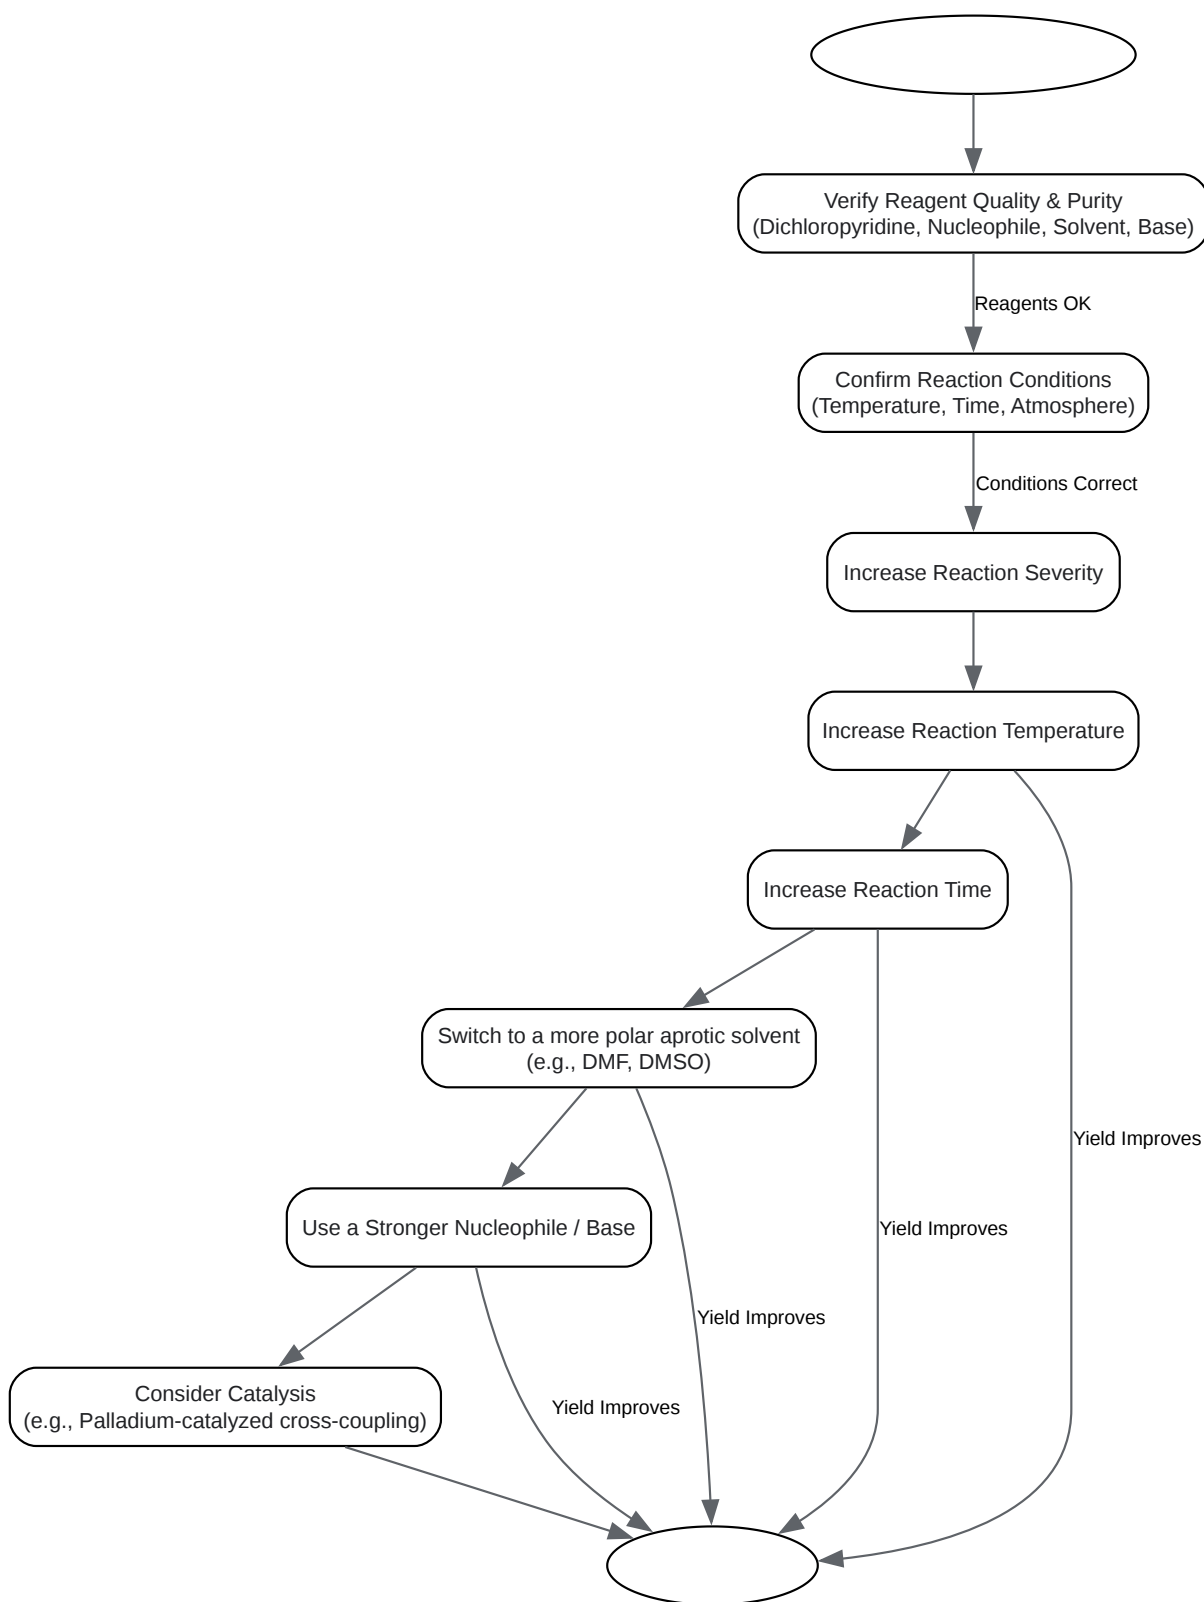 Verify Reagent Quality & Purity
(Dichloropyridine, Nucleophile, Solvent, Base)
Reagents OK
Confirm Reaction Conditions
(Temperature, Time, Atmosphere)
Conditions Correct
Increase Reaction Severity
Increase Reaction Temperature
Increase Reaction Time
Switch to a more polar aprotic solvent
(e.g., DMF, DMSO)
Yield Improves
Use a Stronger Nucleophile / Base
Yield Improves
Yield Improves
Consider Catalysis
(e.g., Palladium-catalyzed cross-coupling)
Yield Improves